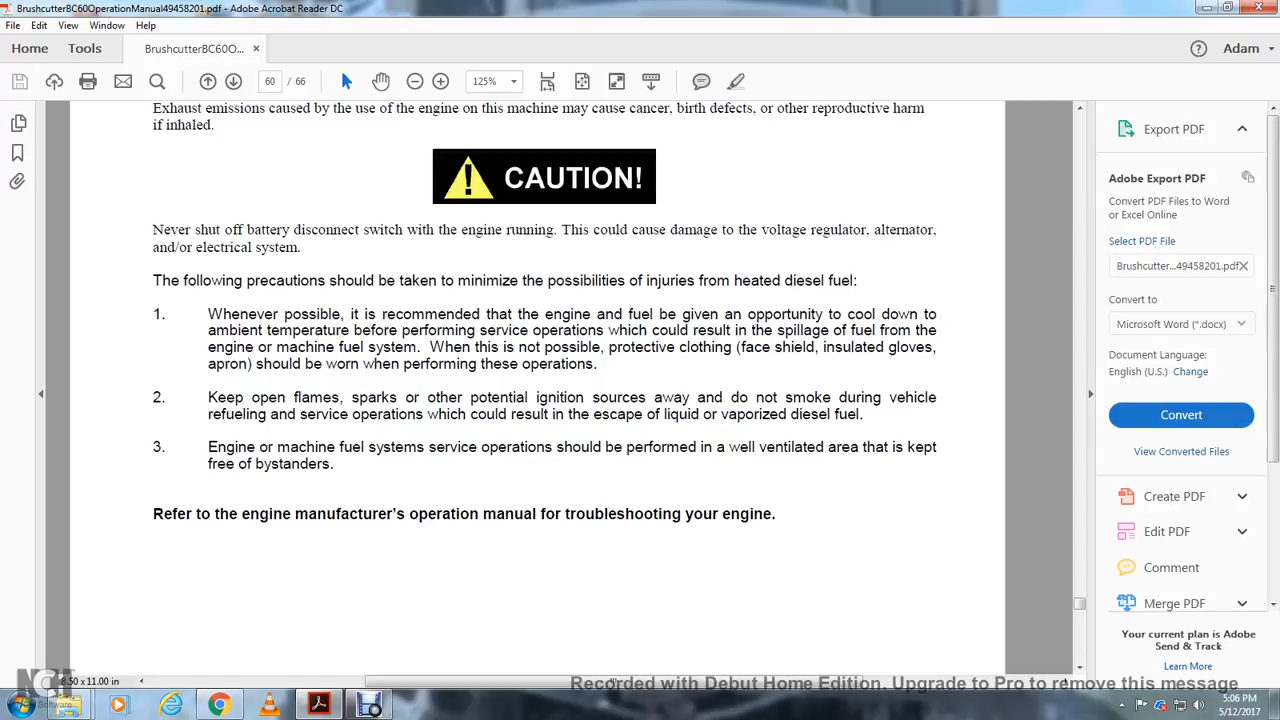 BrushcutterBC60OperationManual49458201.pdf - Adobe Acrobat Reader DC
File Edit View Window Help
Home Tools BrushcutterBC60O... × Adam
60 / 66 125%
Exhaust emissions caused by the use of the engine on this machine may cause cancer, birth defects, or other reproductive harm
if inhaled.
CAUTION!
Never shut off battery disconnect switch with the engine running. This could cause damage to the voltage regulator, alternator,
and/or electrical system.
The following precautions should be taken to minimize the possibilities of injuries from heated diesel fuel:
1. Whenever possible, it is recommended that the engine and fuel be given an opportunity to cool down to
ambient temperature before performing service operations which could result in the spillage of fuel from the
engine or machine fuel system. When this is not possible, protective clothing (face shield, insulated gloves,
apron) should be worn when performing these operations.
2. Keep open flames, sparks or other potential ignition sources away and do not smoke during vehicle
refueling and service operations which could result in the escape of liquid or vaporized diesel fuel.
3. Engine or machine fuel systems service operations should be performed in a well ventilated area that is kept
free of bystanders.
Refer to the engine manufacturer's operation manual for troubleshooting your engine.
Export PDF
Adobe Export PDF
Convert PDF Files to Word
or Excel Online
Select PDF File
Brushcutter...49458201.pdf
Convert to
Microsoft Word (*.docx)
Document Language:
English (U.S.) Change
Convert
View Converted Files
Create PDF
Edit PDF
Comment
Merge PDF
Your current plan is Adobe
Send & Track
Learn More
8.50 x 11.00 in
NCH Software
Recorded with Debut Home Edition. Upgrade to Pro to remove this message
5:06 PM
5/12/2017